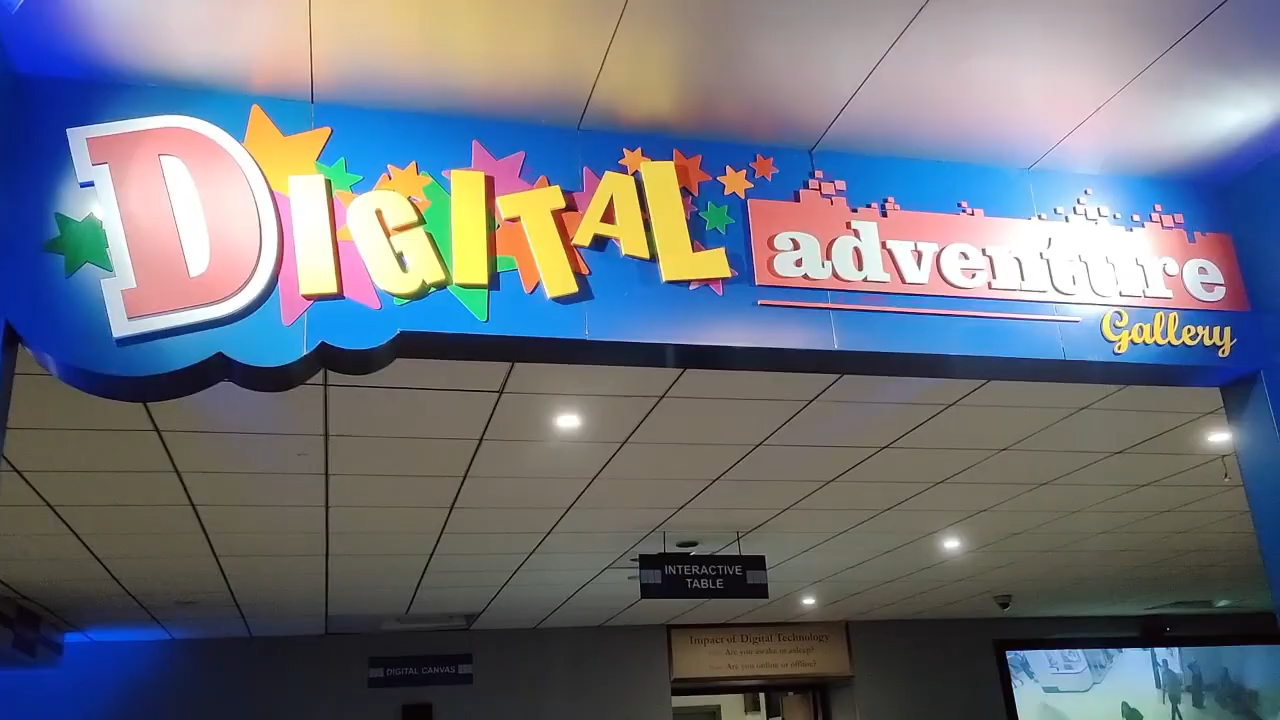 DIGITAL adventure
Gallery
INTERACTIVE
TABLE
Impact of Digital Technology
Are you awake or asleep?
Are you online or offline?
DIGITAL CANVAS